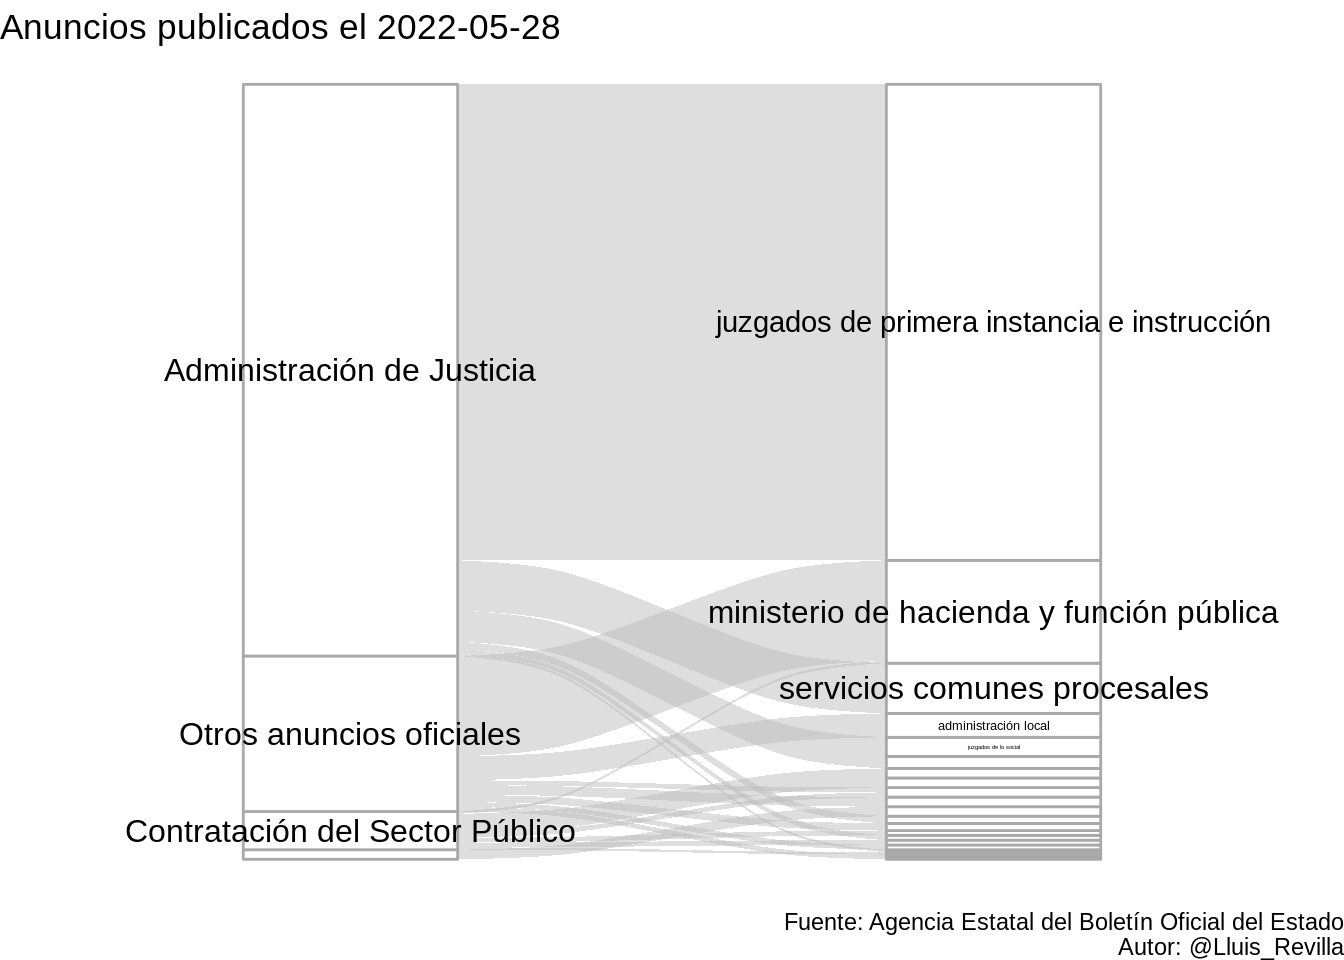 Anuncios publicados el 2022-05-28
juzgados de primera instancia e instrucción
Administración de Justicia
ministerio de hacienda y función pública
servicios comunes procesales
administración local
Otros anuncios oficiales
juzgados de lo social
Contratación del Sector Público
Fuente: Agencia Estatal del Boletín Oficial del Estado
Autor: @Lluis_Revilla